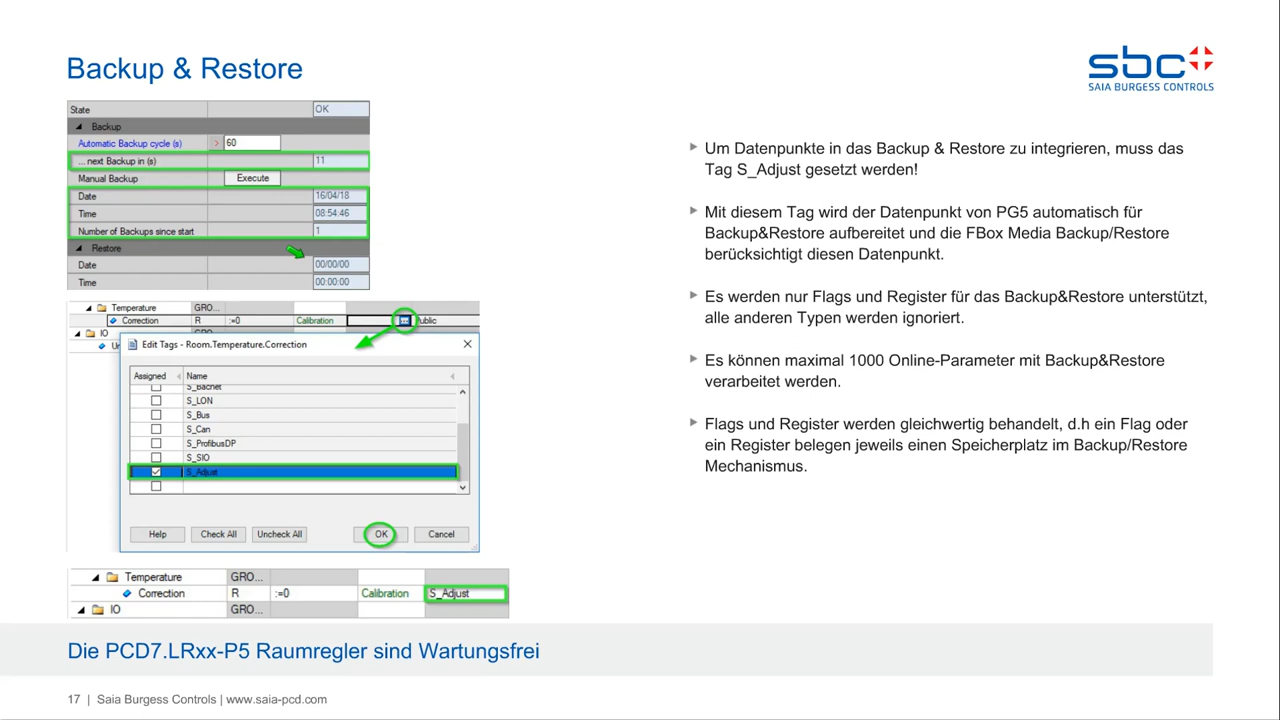 Backup & Restore
sbc
SAIA BURGESS CONTROLS
State OK
Backup
Automatic Backup cycle (s) > 60
... next Backup in (s) 11
Manual Backup Execute
Date 16/04/18
Time 08:54:46
Number of Backups since start 1
Restore
Date 00/00/00
Time 00:00:00
Temperature GRO...
Correction R :=0 Calibration ... ublic
IO
Edit Tags - Room.Temperature.Correction
Assigned Name
S_Bacnet
S_LON
S_Bus
S_Can
S_ProfibusDP
S_SIO
S_Adjust
Help Check All Uncheck All OK Cancel
Temperature GRO...
Correction R :=0 Calibration S_Adjust
IO GRO...
Um Datenpunkte in das Backup & Restore zu integrieren, muss das
Tag S_Adjust gesetzt werden!
Mit diesem Tag wird der Datenpunkt von PG5 automatisch für
Backup&Restore aufbereitet und die FBox Media Backup/Restore
berücksichtigt diesen Datenpunkt.
Es werden nur Flags und Register für das Backup&Restore unterstützt,
alle anderen Typen werden ignoriert.
Es können maximal 1000 Online-Parameter mit Backup&Restore
verarbeitet werden.
Flags und Register werden gleichwertig behandelt, d.h ein Flag oder
ein Register belegen jeweils einen Speicherplatz im Backup/Restore
Mechanismus.
Die PCD7.LRxx-P5 Raumregler sind Wartungsfrei
17 | Saia Burgess Controls | www.saia-pcd.com